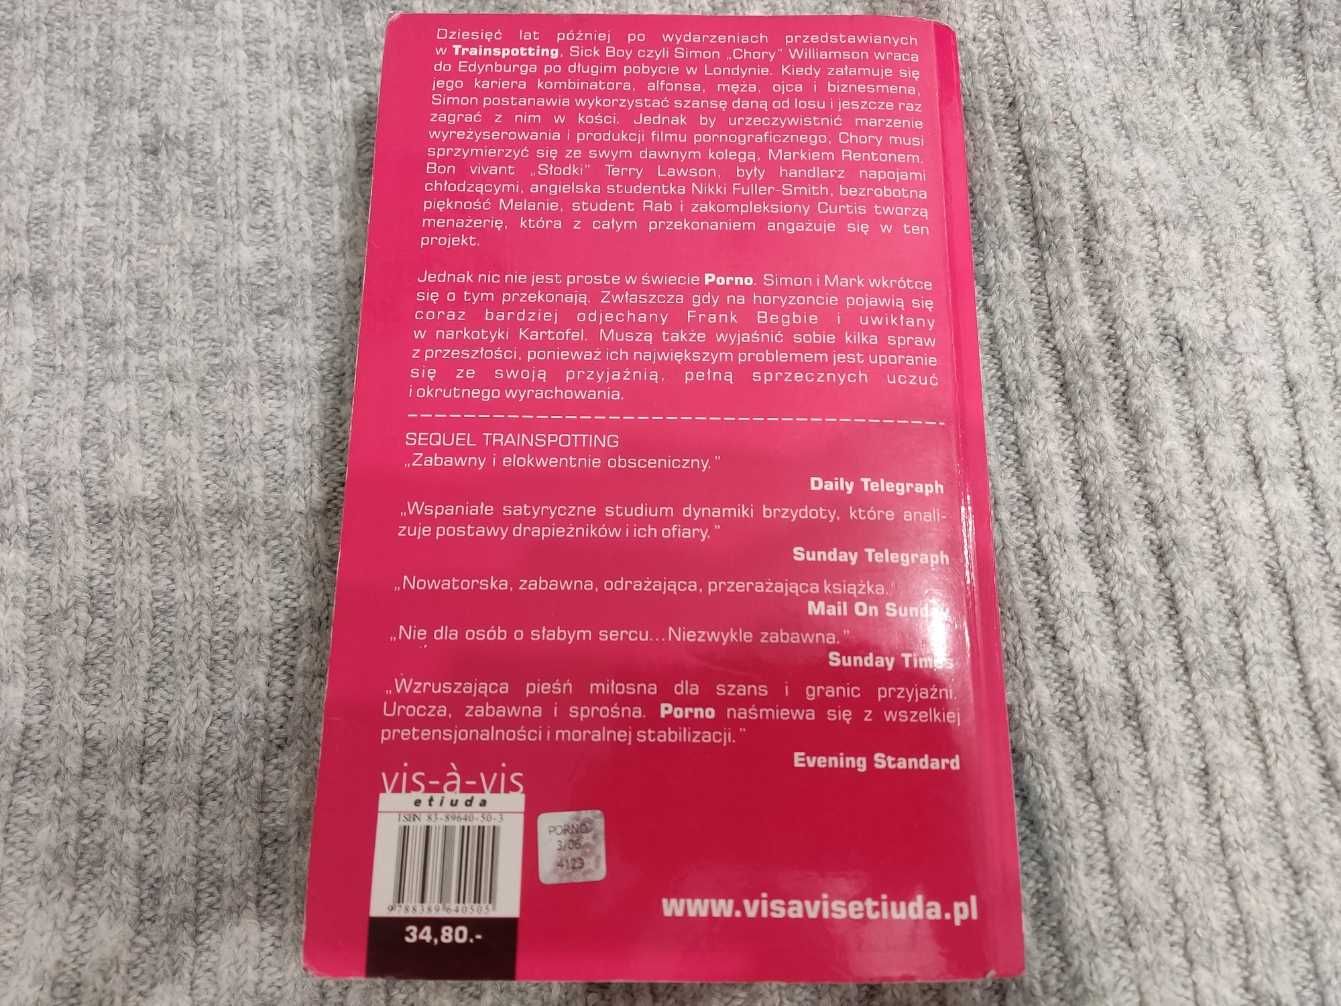 Dziesięć lat później po wydarzeniach przedstawianych
w Trainspotting, Sick Boy czyli Simon „Chory" Williamson wraca
do Edynburga po długim pobycie w Londynie. Kiedy załamuje się
jego kariera kombinatora, alfonsa, męża, ojca i biznesmena,
Simon postanawia wykorzystać szansę daną od losu i jeszcze raz
zagrać z nim w kości. Jednak by urzeczywistnić marzenie
wyreżyserowania i produkcji filmu pornograficznego, Chory musi
sprzymierzyć się ze swym dawnym kolegą, Markiem Rentonem.
Bon vivant „Słodki" Terry Lawson, były handlarz napojami
chłodzącymi, angielska studentka Nikki Fuller-Smith, bezrobotna
piękność Melanie, student Rab i zakompleksiony Curtis tworzą
menażerię, która z całym przekonaniem angażuje się w ten
projekt.
Jednak nic nie jest proste w świecie Porno. Simon i Mark wkrótce
się o tym przekonają. Zwłaszcza gdy na horyzoncie pojawią się
coraz bardziej odjechany Frank Begbie i uwikłany
w narkotyki Kartofel. Muszą także wyjaśnić sobie kilka spraw
z przeszłości, ponieważ ich największym problemem jest uporanie
się ze swoją przyjaźnią, pełną sprzecznych uczuć
i okrutnego wyrachowania.
SEQUEL TRAINSPOTTING
„Zabawny i elokwentnie obsceniczny."
Daily Telegraph
„Wspaniałe satyryczne studium dynamiki brzydoty, które anali-
zuje postawy drapieżników i ich ofiary."
Sunday Telegraph
„Nowatorska, zabawna, odrażająca, przerażająca książka."
Mail On Sunday
„Nie dla osób o słabym sercu...Niezwykle zabawna."
Sunday Times
„Wzruszająca pieśń miłosna dla szans i granic przyjaźni.
Urocza, zabawna i sprośna. Porno naśmiewa się z wszelkiej
pretensjonalności i moralnej stabilizacji."
Evening Standard
vis-à-vis
etiuda
ISBN 83-89640-50-3
PORNO
3/06
4123
9 788389 640505
www.visavisetiuda.pl
34,80.-